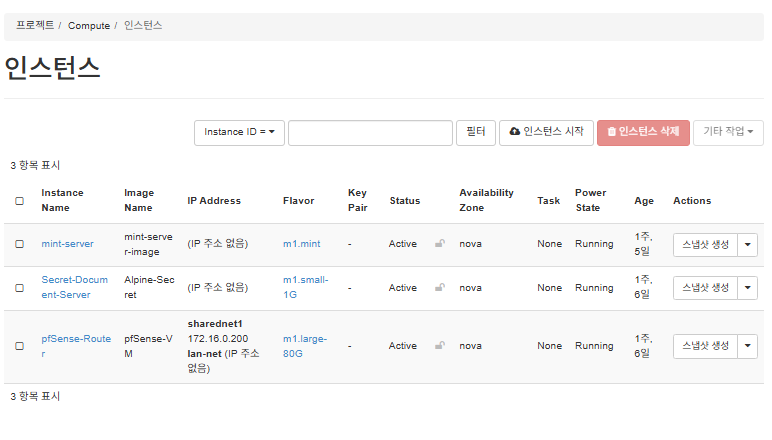 프로젝트 / Compute / 인스턴스
인스턴스
Instance ID = 필터 인스턴스 시작 인스턴스 삭제 기타 작업
3 항목 표시
Instance Name Image Name IP Address Flavor Key Pair Status Availability Zone Task Power State Age Actions
mint-server mint-serve r-image (IP 주소 없음) m1.mint - Active nova None Running 1주, 5일 스냅샷 생성
Secret-Docum ent-Server Alpine-Sec ret (IP 주소 없음) m1.small-1G - Active nova None Running 1주, 6일 스냅샷 생성
pfSense-Route r pfSense-V M sharednet1 172.16.0.200 lan-net (IP 주소 없음) m1.large-80G - Active nova None Running 1주, 6일 스냅샷 생성
3 항목 표시